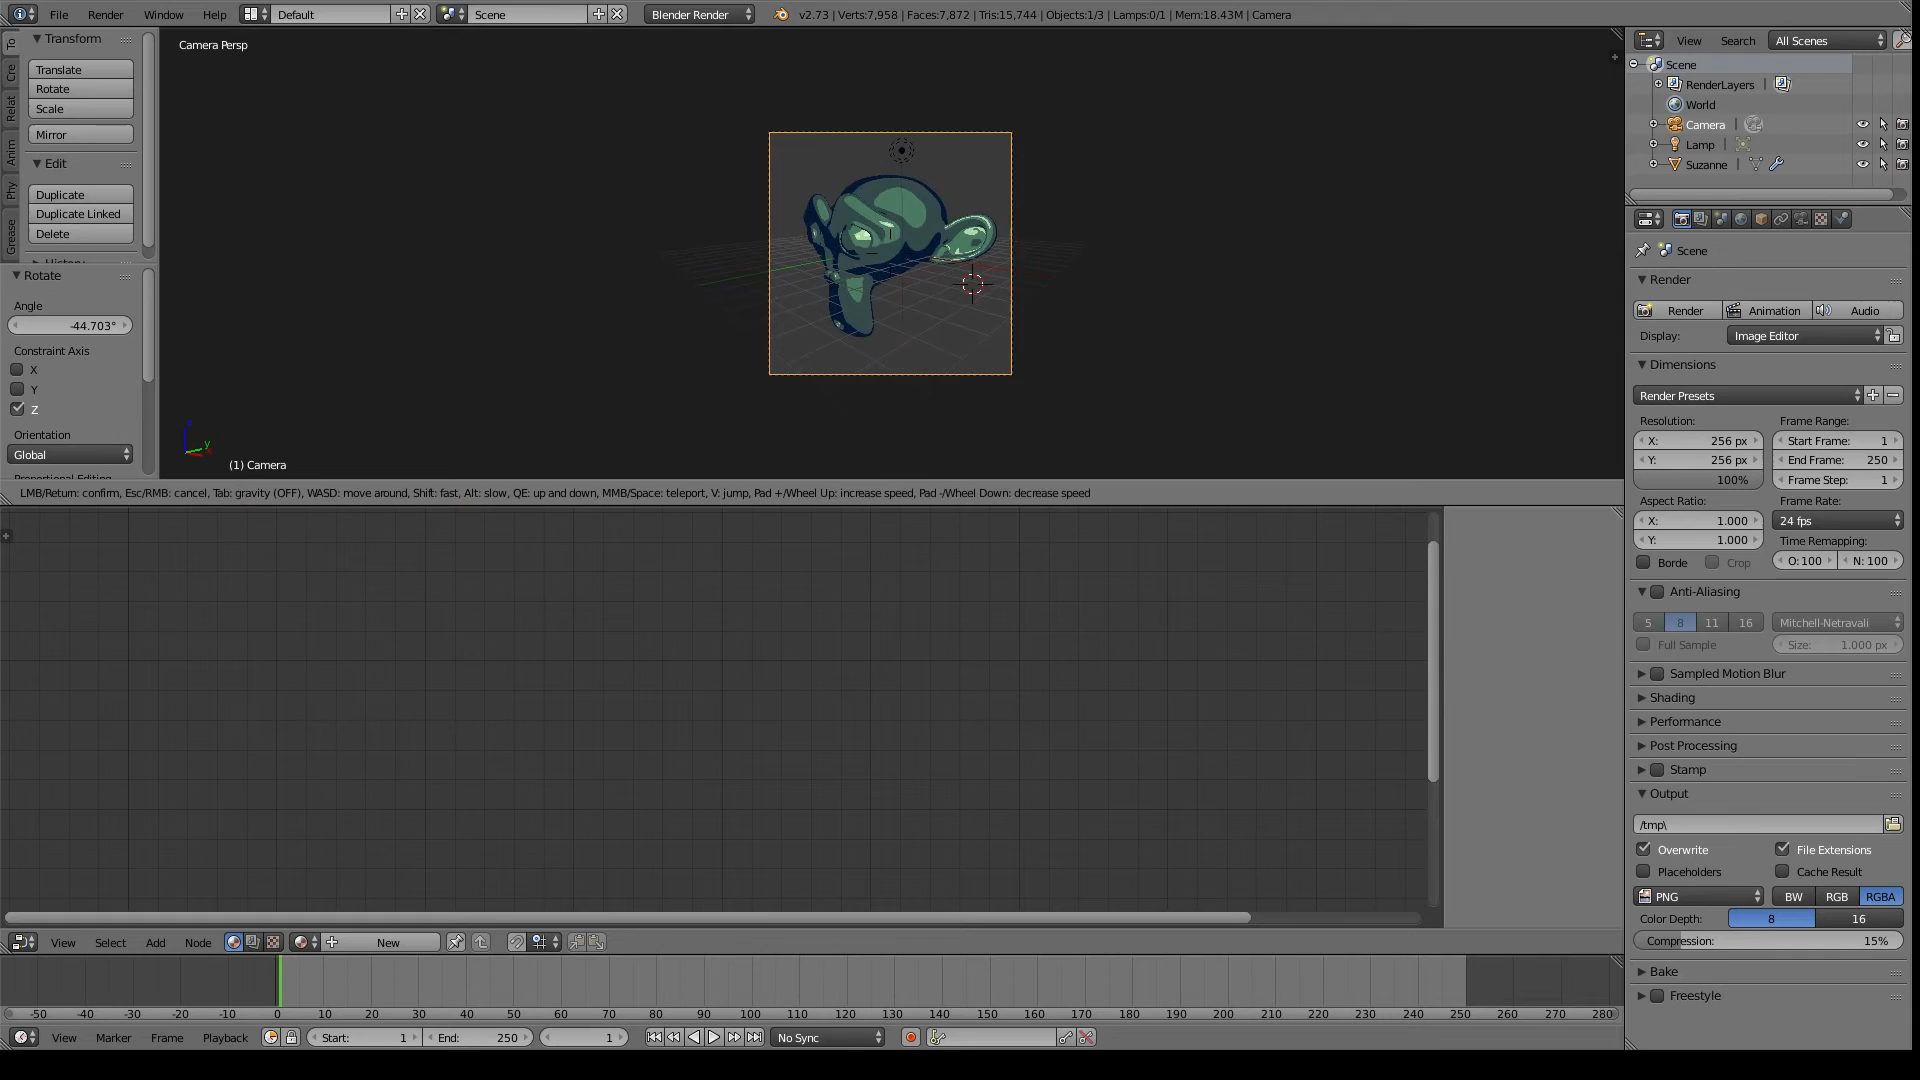 File Render Window Help Default Scene Blender Render v2.73 | Verts:7,958 | Faces:7,872 | Tris:15,744 | Objects:1/3 | Lamps:0/1 | Mem:18.43M | Camera
To
Cre
Relat
Anim
Phy
Grease
Transform
Translate
Rotate
Scale
Mirror
Edit
Duplicate
Duplicate Linked
Delete
Rotate
Angle
-44.703°
Constraint Axis
X
Y
Z
Orientation
Global
Camera Persp
z
y
(1) Camera
LMB/Return: confirm, Esc/RMB: cancel, Tab: gravity (OFF), WASD: move around, Shift: fast, Alt: slow, QE: up and down, MMB/Space: teleport, V: jump, Pad +/Wheel Up: increase speed, Pad -/Wheel Down: decrease speed
View Select Add Node New
-50 -40 -30 -20 -10 0 10 20 30 40 50 60 70 80 90 100 110 120 130 140 150 160 170 180 190 200 210 220 230 240 250 260 270 280
View Marker Frame Playback Start: 1 End: 250 1 No Sync
View Search All Scenes
Scene
RenderLayers |
World
Camera |
Lamp |
Suzanne |
Scene
Render
Render Animation Audio
Display: Image Editor
Dimensions
Render Presets
Resolution: Frame Range:
X: 256 px Start Frame: 1
Y: 256 px End Frame: 250
100% Frame Step: 1
Aspect Ratio: Frame Rate:
X: 1.000 24 fps
Y: 1.000 Time Remapping:
Borde Crop O:100 N: 100
Anti-Aliasing
5 8 11 16 Mitchell-Netravali
Full Sample Size: 1.000 px
Sampled Motion Blur
Shading
Performance
Post Processing
Stamp
Output
/tmp\
Overwrite File Extensions
Placeholders Cache Result
PNG BW RGB RGBA
Color Depth: 8 16
Compression: 15%
Bake
Freestyle